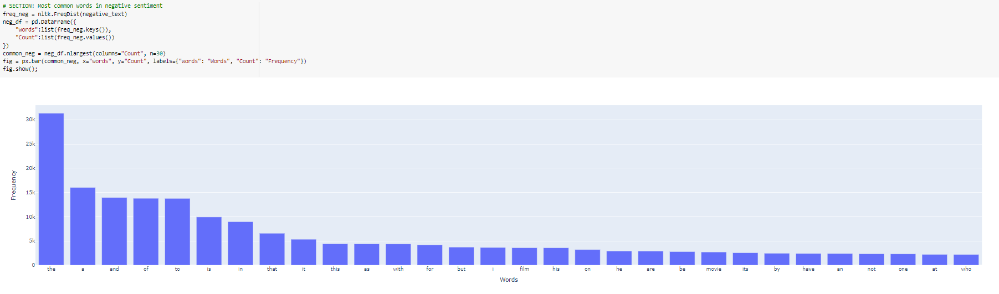 # SECTION: Most common words in negative sentiment
freq_neg = nltk.FreqDist(negative_text)
neg_df = pd.DataFrame({
    "words":list(freq_neg.keys()),
    "Count":list(freq_neg.values())
})
common_neg = neg_df.nlargest(columns="Count", n=30)
fig = px.bar(common_neg, x="words", y="Count", labels={"words": "Words", "Count": "Frequency"})
fig.show();
30k
25k
20k
15k
10k
5k
0
Frequency
the a and of to is in that it this as with for but i film his on he are be movie its by have an not one at who
Words